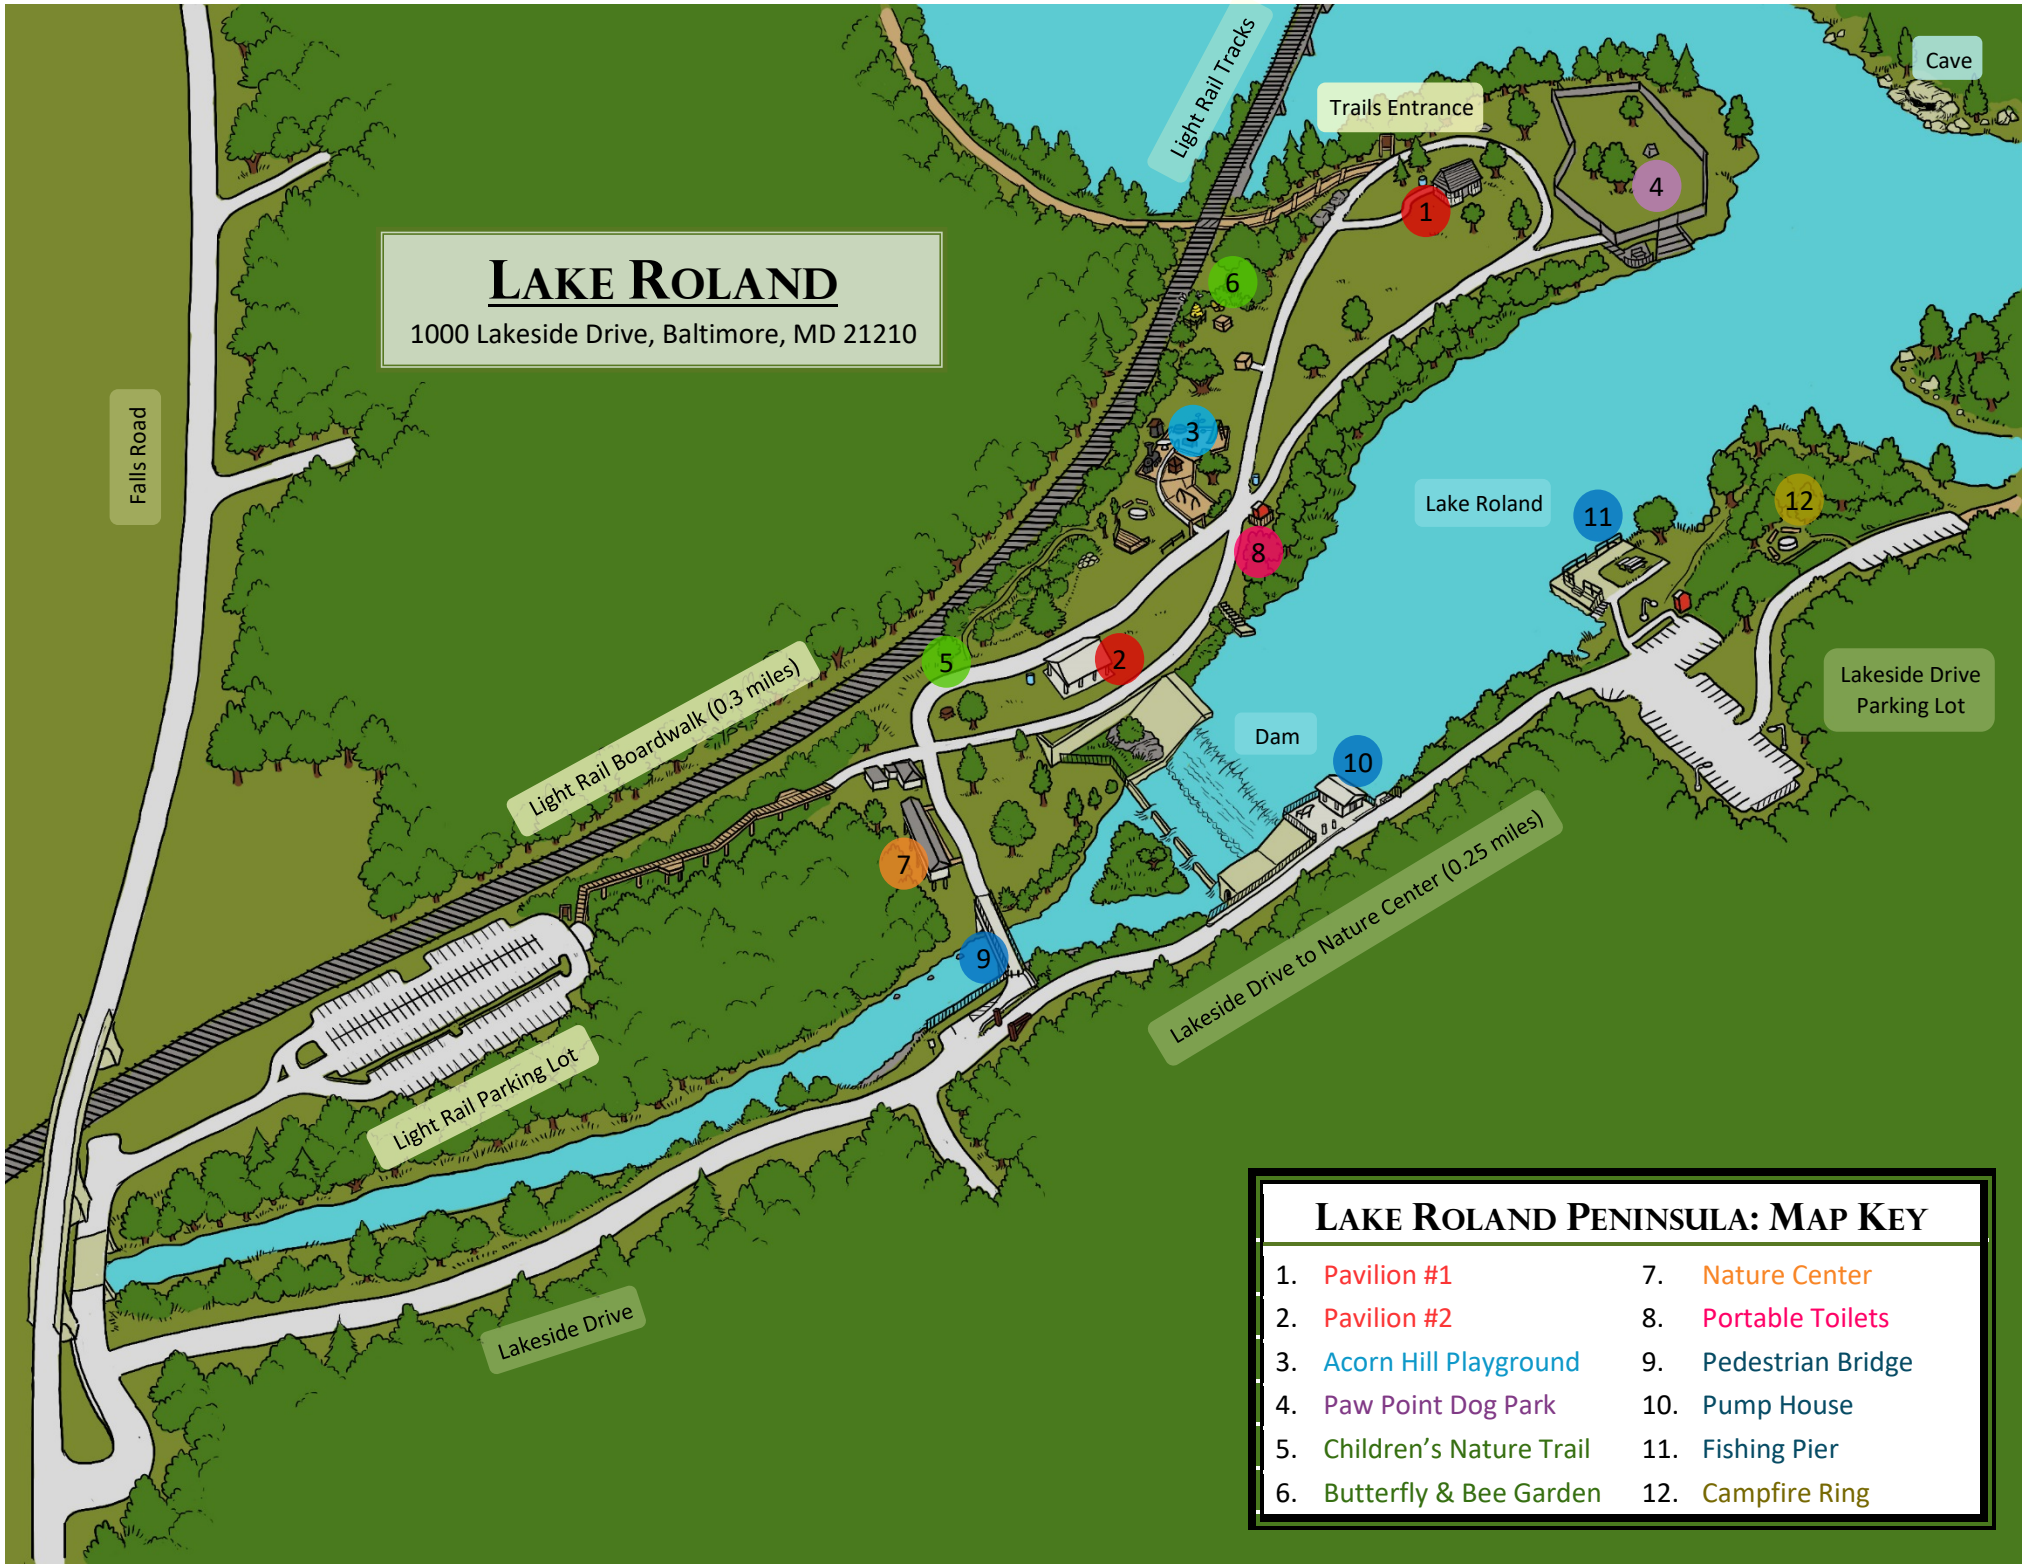 Cave
Light Rail Tracks
Trails Entrance
4
1
LAKE ROLAND
1000 Lakeside Drive, Baltimore, MD 21210
6
Falls Road
3
Lake Roland
11
12
8
5
2
Light Rail Boardwalk (0.3 miles)
Lakeside Drive
Parking Lot
Dam
10
7
9
Lakeside Drive to Nature Center (0.25 miles)
Light Rail Parking Lot
Lakeside Drive
LAKE ROLAND PENINSULA: MAP KEY
1. Pavilion #1
2. Pavilion #2
3. Acorn Hill Playground
4. Paw Point Dog Park
5. Children’s Nature Trail
6. Butterfly & Bee Garden
7. Nature Center
8. Portable Toilets
9. Pedestrian Bridge
10. Pump House
11. Fishing Pier
12. Campfire Ring